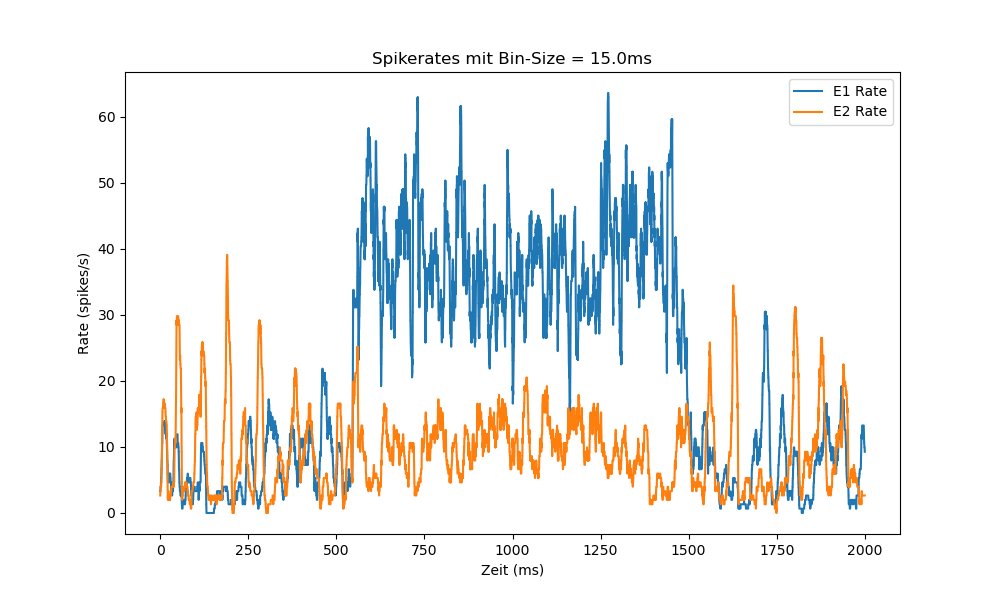 Spikerates mit Bin-Size = 15.0ms
E1 Rate
E2 Rate
60
50
40
30
20
10
0
Rate (spikes/s)
0 250 500 750 1000 1250 1500 1750 2000
Zeit (ms)